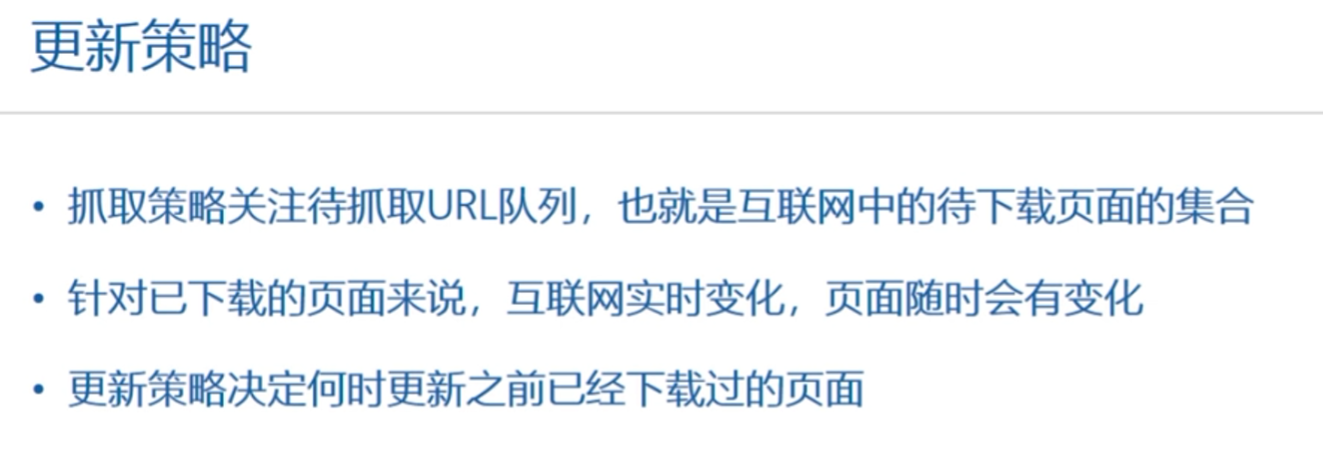 更新策略
• 抓取策略关注待抓取URL队列，也就是互联网中的待下载页面的集合
• 针对已下载的页面来说，互联网实时变化，页面随时会有变化
• 更新策略决定何时更新之前已经下载过的页面